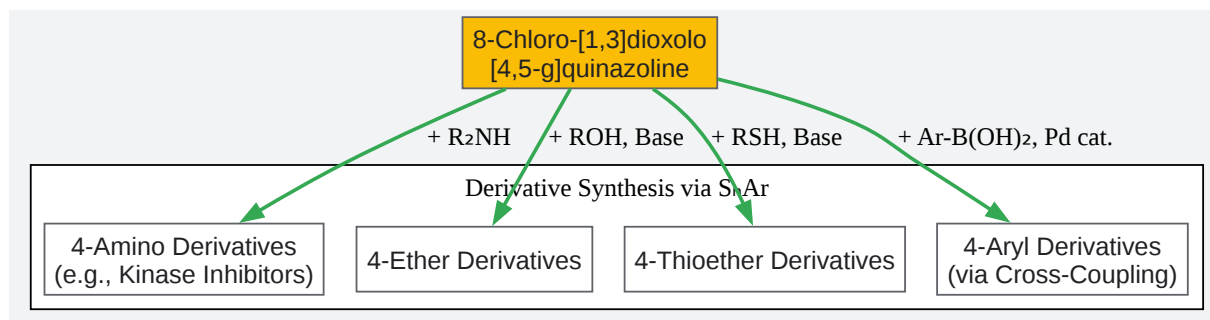 8-Chloro-[1,3]dioxolo
[4,5-g]quinazoline
+ R₂NH
+ ROH, Base
+ RSH, Base
+ Ar-B(OH)₂, Pd cat.
Derivative Synthesis via SₙAr
4-Amino Derivatives
(e.g., Kinase Inhibitors)
4-Ether Derivatives
4-Thioether Derivatives
4-Aryl Derivatives
(via Cross-Coupling)